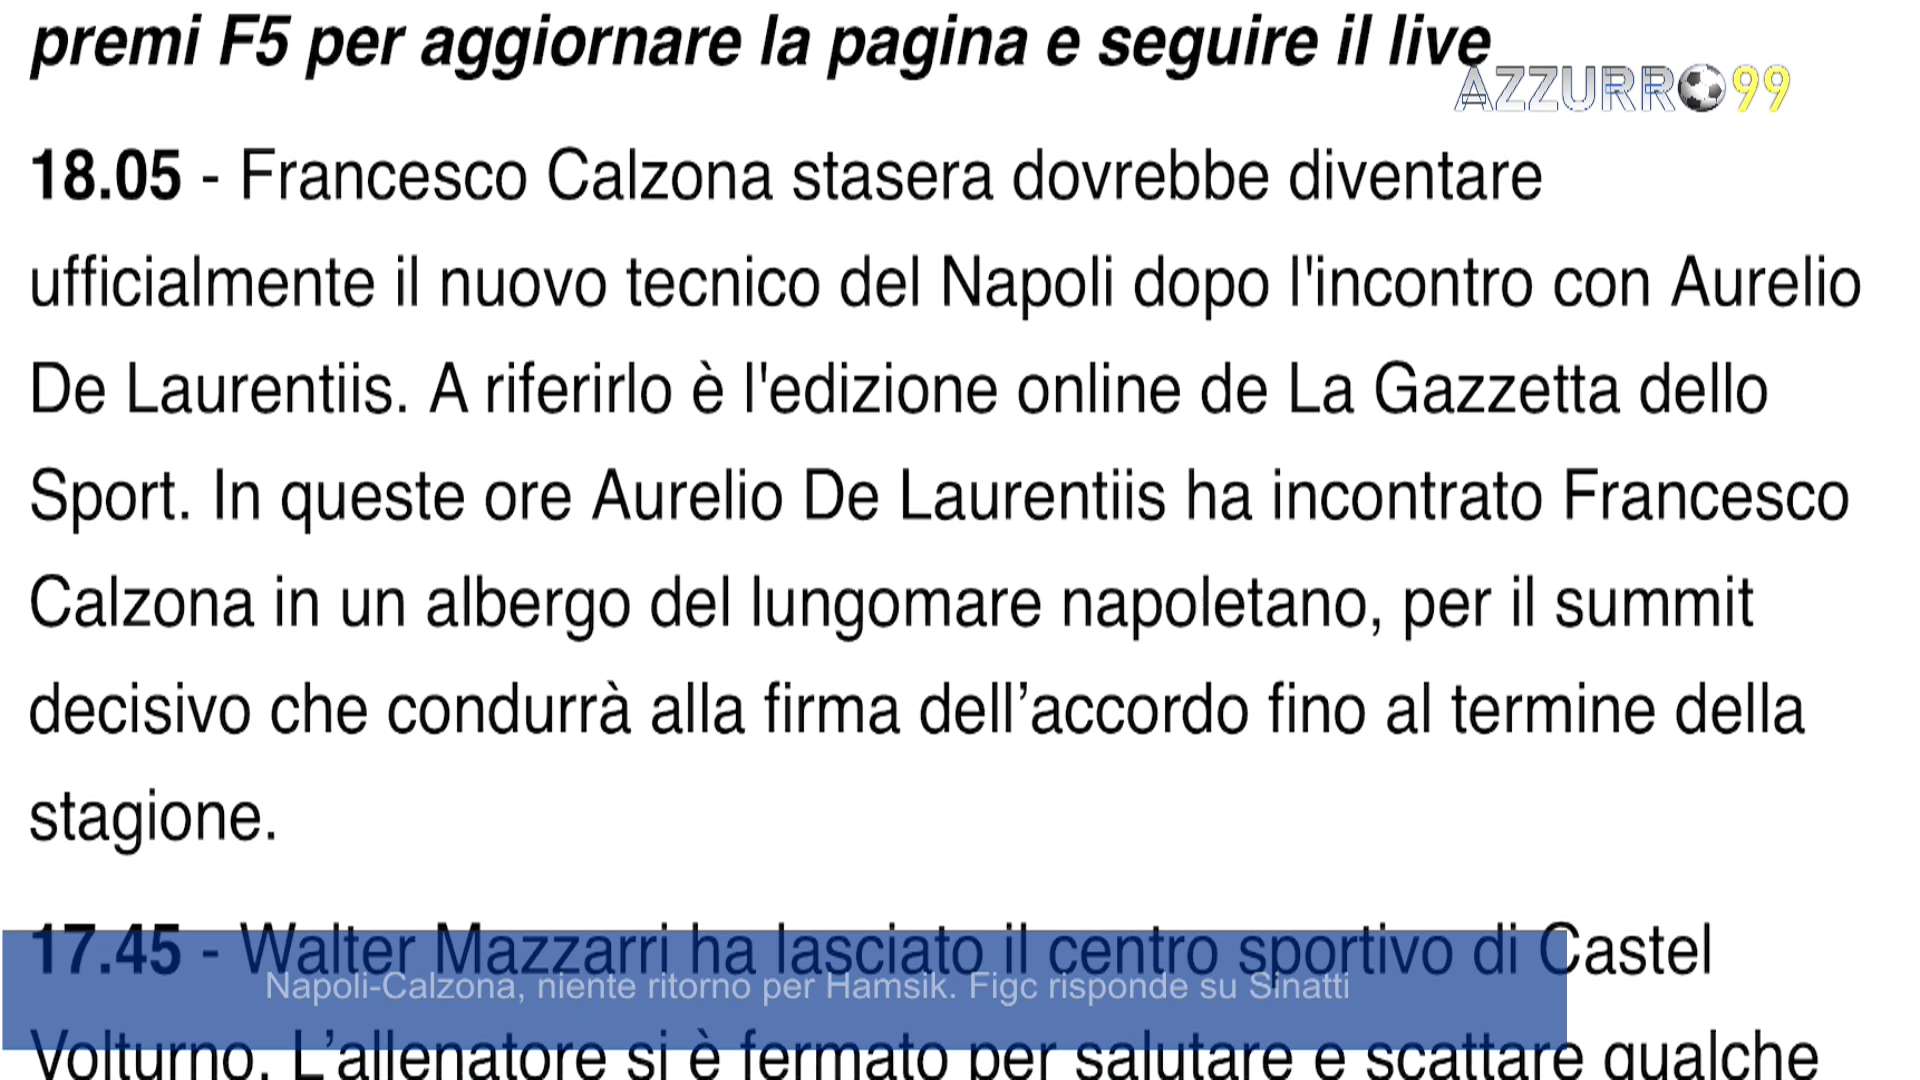 premi F5 per aggiornare la pagina e seguire il live
AZZURRO99
18.05 - Francesco Calzona stasera dovrebbe diventare
ufficialmente il nuovo tecnico del Napoli dopo l'incontro con Aurelio
De Laurentiis. A riferirlo è l'edizione online de La Gazzetta dello
Sport. In queste ore Aurelio De Laurentiis ha incontrato Francesco
Calzona in un albergo del lungomare napoletano, per il summit
decisivo che condurrà alla firma dell’accordo fino al termine della
stagione.
17.45 - Walter Mazzarri ha lasciato il centro sportivo di Castel
Napoli-Calzona, niente ritorno per Hamsik. Figc risponde su Sinatti
Volturno. L’allenatore si è fermato per salutare e scattare qualche